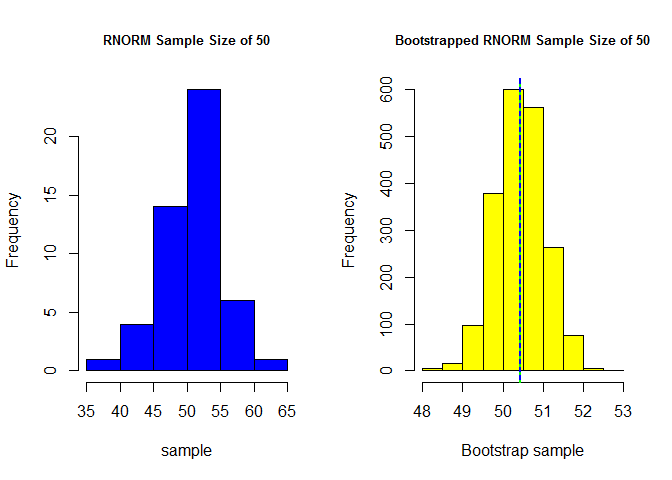 RNORM Sample Size of 50
Frequency
0
5
10
15
20
35 40 45 50 55 60 65
sample
Bootstrapped RNORM Sample Size of 50
Frequency
0
100
200
300
400
500
600
48 49 50 51 52 53
Bootstrap sample